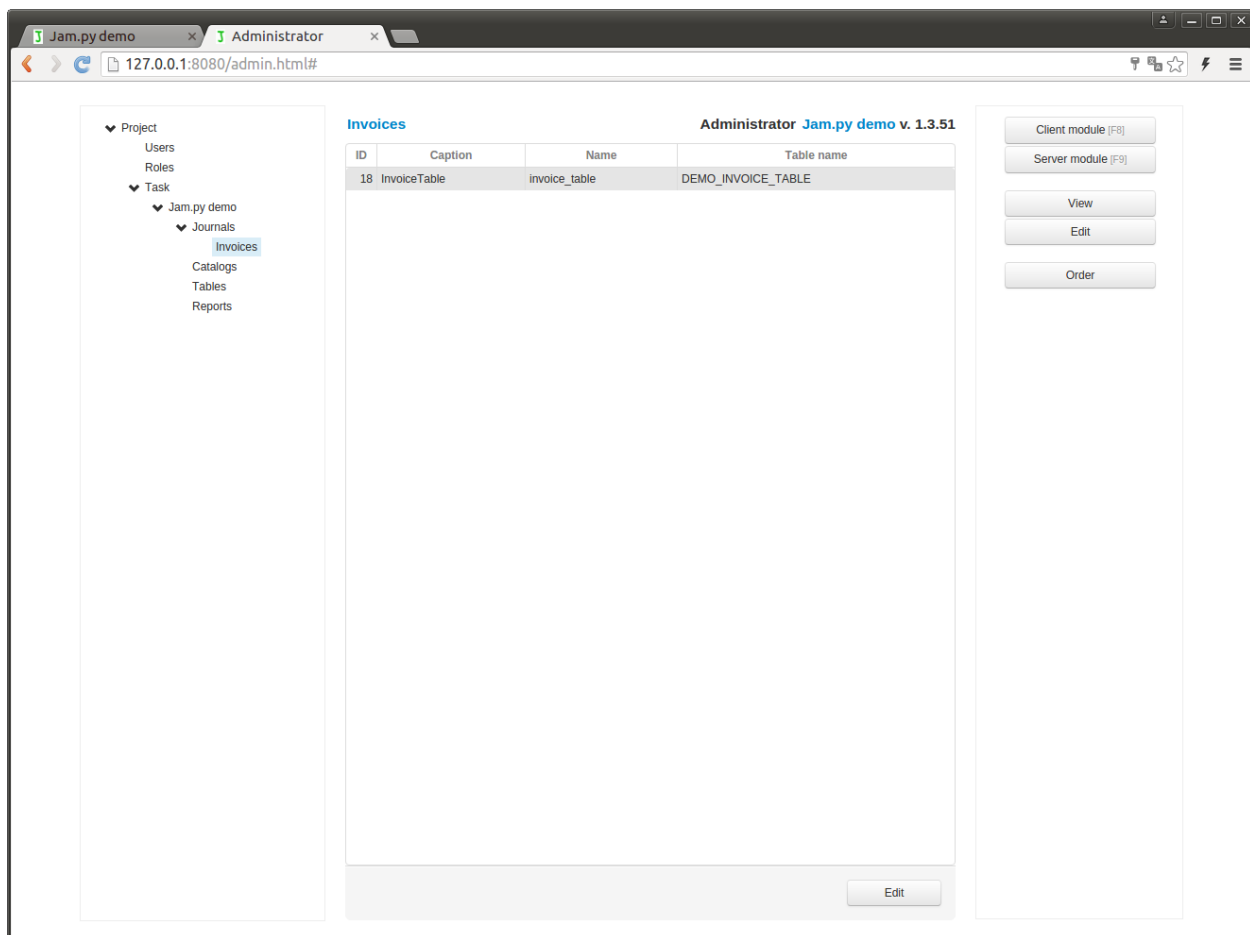 Jam.py demo
Administrator
127.0.0.1:8080/admin.html#
Project
Users
Roles
Task
Jam.py demo
Journals
Invoices
Catalogs
Tables
Reports
Invoices
Administrator Jam.py demo v. 1.3.51
ID Caption Name Table name
18 InvoiceTable invoice_table DEMO_INVOICE_TABLE
Edit
Client module [F8]
Server module [F9]
View
Edit
Order